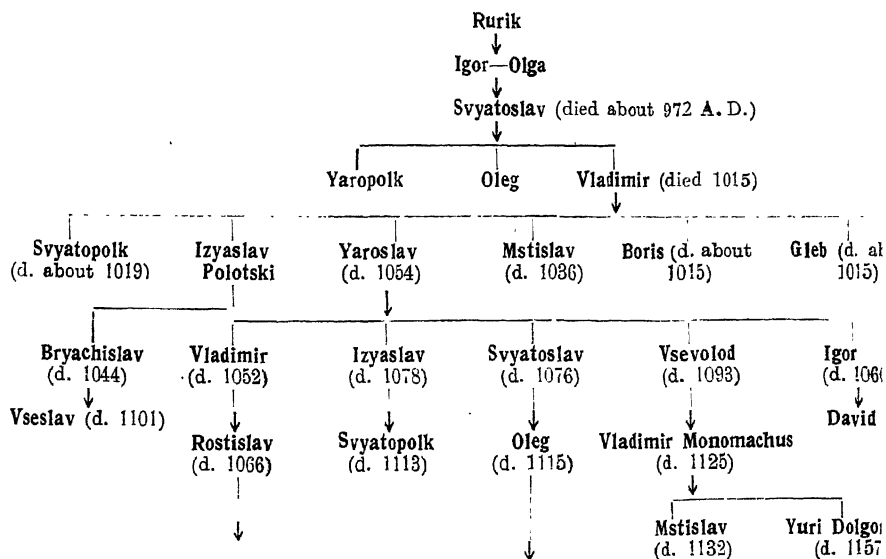 Rurik
Igor—Olga
Svyatoslav (died about 972 A. D.)
Yaropolk Oleg Vladimir (died 1015)
Svyatopolk Izyaslav Yaroslav Mstislav Boris (d. about Gleb (d.
(d. about 1019) Polotski (d. 1054) (d. 1036) 1015) 1015)
Bryachislav Vladimir Izyaslav Svyatoslav Vsevolod Igor
(d. 1044) (d. 1052) (d. 1078) (d. 1076) (d. 1093) (d.
Vseslav (d. 1101) David
Rostislav Svyatopolk Oleg Vladimir Monomachus
(d. 1066) (d. 1113) (d. 1115) (d. 1125)
Mstislav Yuri
(d. 1132) (d. 1157